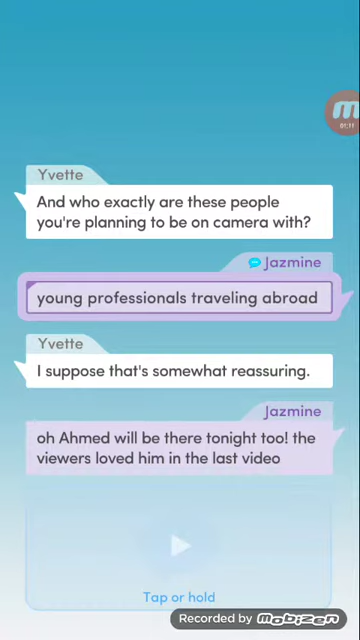 01:11
Yvette
And who exactly are these people
you're planning to be on camera with?
Jazmine
young professionals traveling abroad
Yvette
I suppose that's somewhat reassuring.
Jazmine
oh Ahmed will be there tonight too! the
viewers loved him in the last video
Tap or hold
Recorded by mobizen